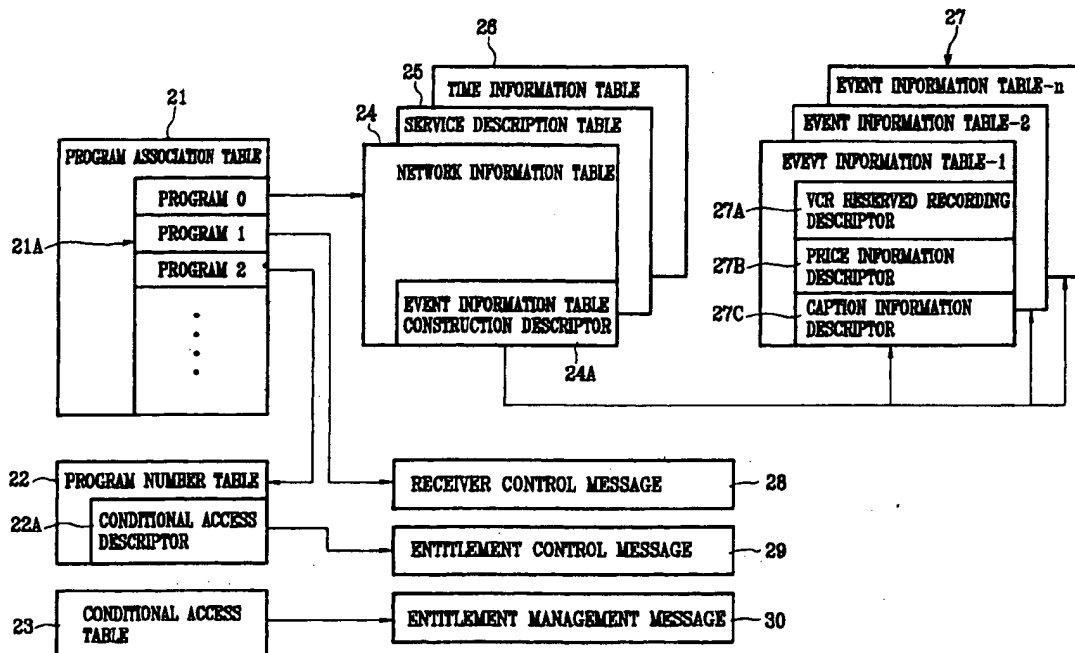 26
27
25
TIME INFORMATION TABLE
EVENT INFORMATION TABLE-n
21
24
SERVICE DESCRIPTION TABLE
EVENT INFORMATION TABLE-2
PROGRAM ASSOCIATION TABLE
NETWORK INFORMATION TABLE
EVEVT INFORMATION TABLE-1
PROGRAM 0
27A
VCR RESERVED RECORDING
DESCRIPTOR
21A
PROGRAM 1
PROGRAM 2
27B
PRICE INFORMATION
DESCRIPTOR
EVENT INFORMATION TABLE
CONSTRUCTION DESCRIPTOR
27C
CAPTION INFORMATION
DESCRIPTOR
24A
22
PROGRAM NUMBER TABLE
RECEIVER CONTROL MESSAGE
28
22A
CONDITIONAL ACCESS
DESCRIPTOR
ENTITLEMENT CONTROL MESSAGE
29
23
CONDITIONAL ACCESS
TABLE
ENTITLEMENT MANAGEMENT MESSAGE
30